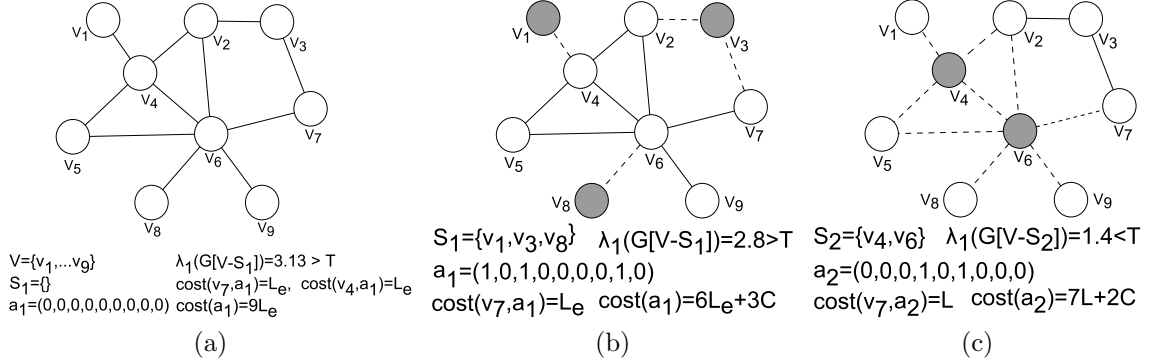 v1
v2
v3
v4
v5
v6
v7
v8
v9
V={v1,...v9} λ1(G[V-S1])=3.13 > T
S1={} cost(v7,a1)=Le, cost(v4,a1)=Le
a1=(0,0,0,0,0,0,0,0,0) cost(a1)=9Le
(a)
v1
v2
v3
v4
v5
v6
v7
v8
v9
S1={v1,v3,v8} λ1(G[V-S1])=2.8>T
a1=(1,0,1,0,0,0,0,1,0)
cost(v7,a1)=Le cost(a1)=6Le+3C
(b)
v1
v2
v3
v4
v5
v6
v7
v8
v9
S2={v4,v6} λ1(G[V-S2])=1.4<T
a2=(0,0,0,1,0,1,0,0,0)
cost(v7,a2)=L cost(a2)=7L+2C
(c)